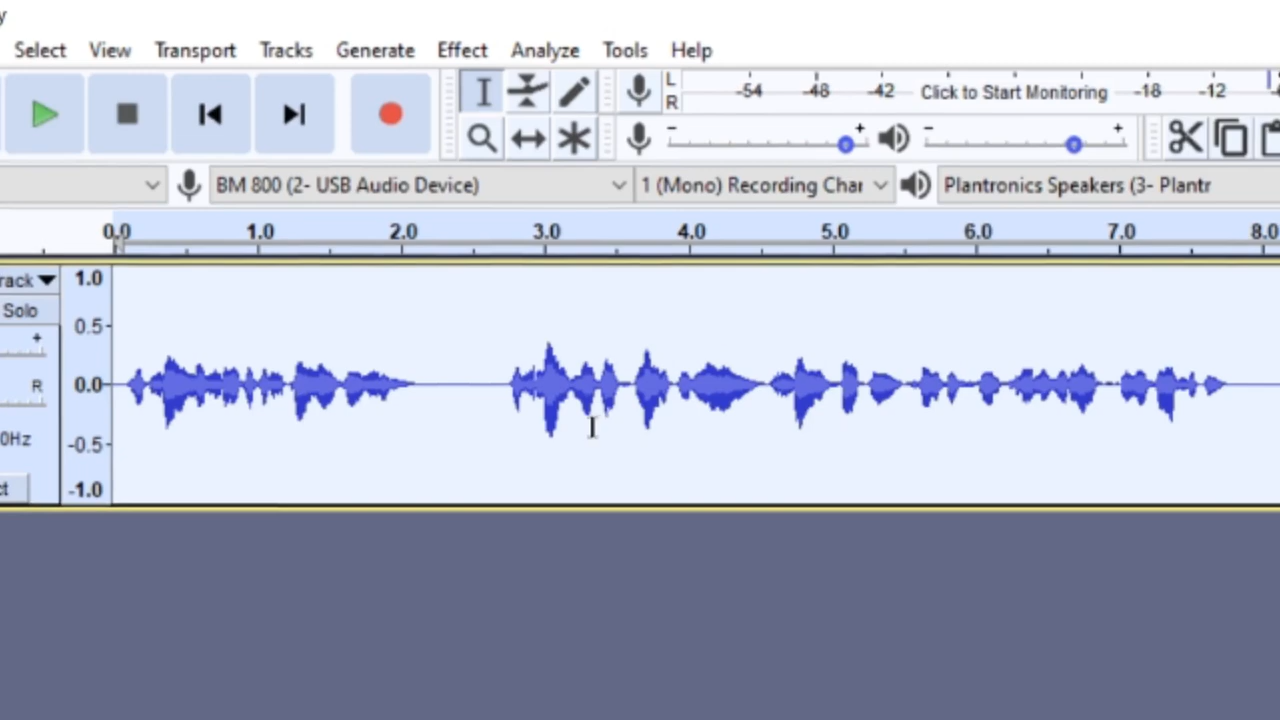 y
Select View Transport Tracks Generate Effect Analyze Tools Help
L
R
-54 -48 -42 Click to Start Monitoring -18 -12
- + - +
BM 800 (2- USB Audio Device) 1 (Mono) Recording Char Plantronics Speakers (3- Plantr
0.0 1.0 2.0 3.0 4.0 5.0 6.0 7.0 8.0
rack 1.0
Solo
0.5
+
R 0.0
0Hz
-0.5
ct -1.0